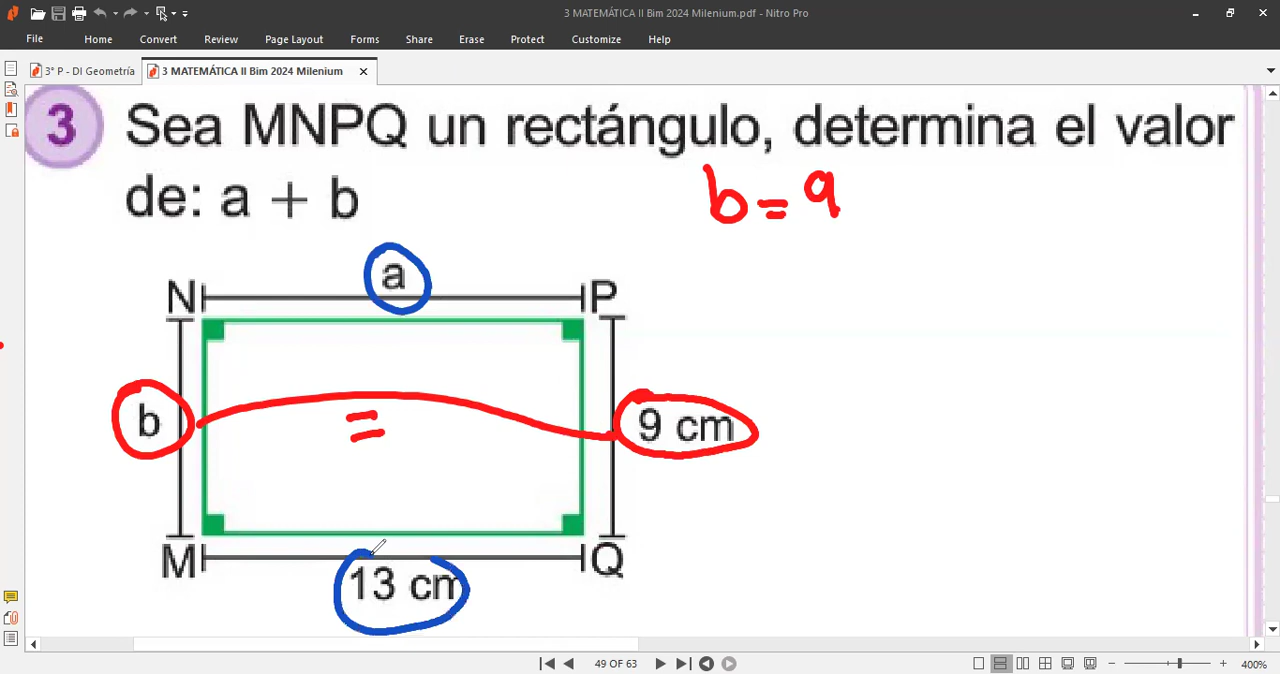 3 MATEMÁTICA II Bim 2024 Milenium.pdf - Nitro Pro
File Home Convert Review Page Layout Forms Share Erase Protect Customize Help
3° P - DI Geometría 3 MATEMÁTICA II Bim 2024 Milenium
3 Sea MNPQ un rectángulo, determina el valor
de: a + b
b = 9
a
N P
b = 9 cm
M Q
13 cm
49 OF 63 400%